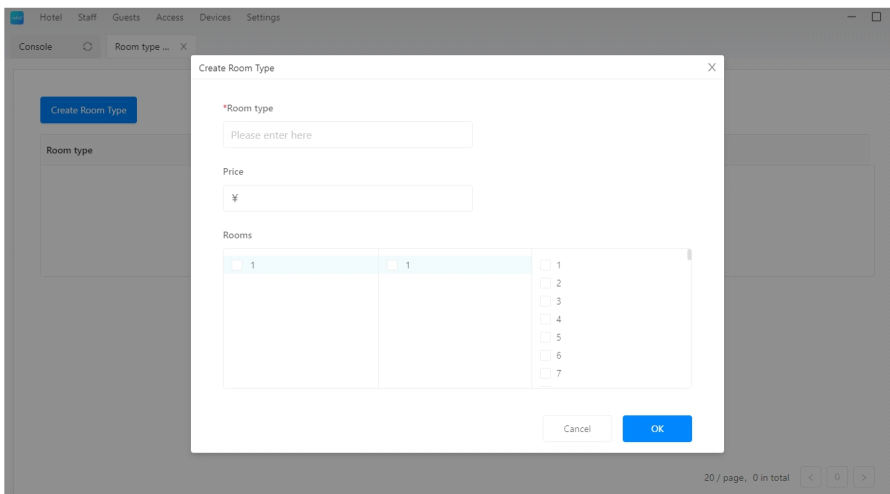 Hotel Staff Guests Access Devices Settings
Console Room type ... X
Create Room Type X
Create Room Type
*Room type
Please enter here
Room type
Price
¥
Rooms
1 1 1
2
3
4
5
6
7
Cancel OK
20 / page, 0 in total < 0 >